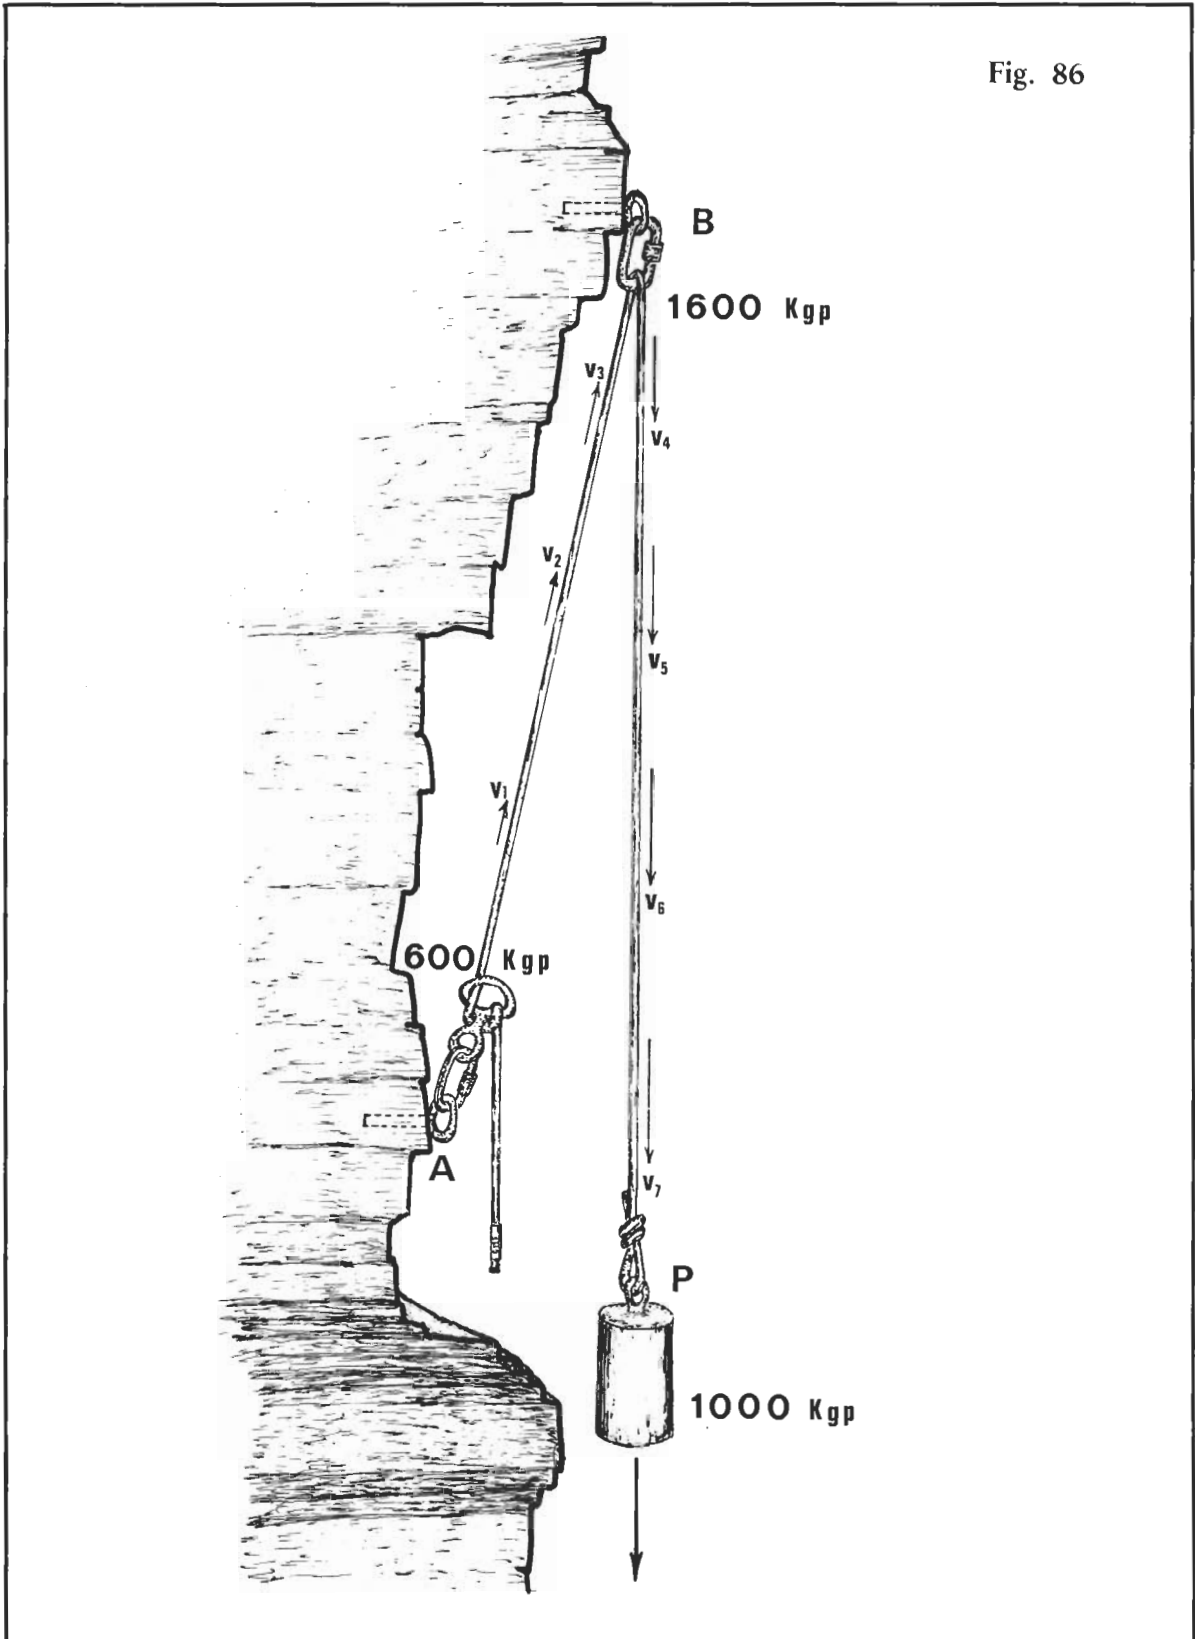 Fig. 86
B
1600 Kgp
V₃
V₄
V₂
V₅
V₁
V₆
600 Kgp
A
V₇
P
1000 Kgp